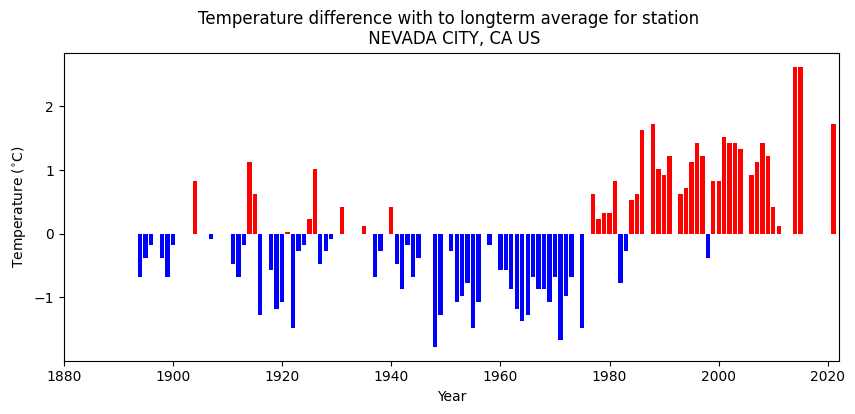 Temperature difference with to longterm average for station
NEVADA CITY, CA US
Temperature (°C)
2
1
0
−1
1880 1900 1920 1940 1960 1980 2000 2020
Year